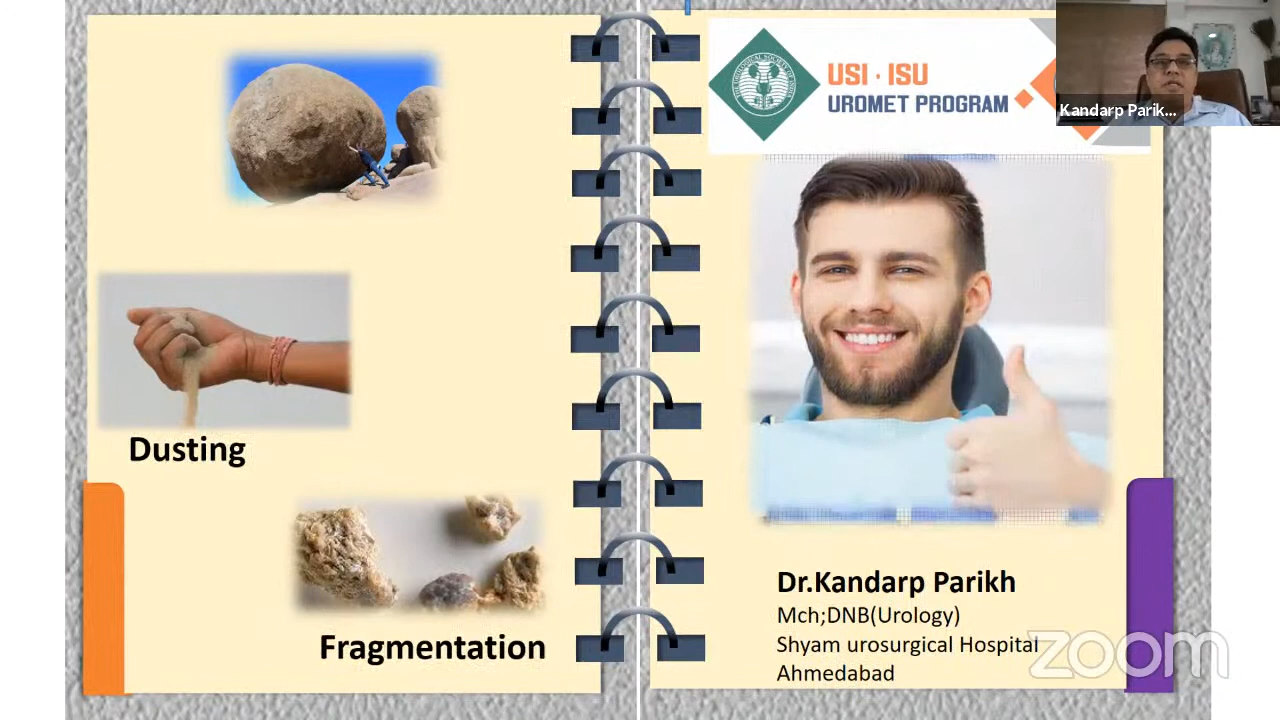 Dusting
Fragmentation
USI · ISU
UROMET PROGRAM
Kandarp Parik...
Dr.Kandarp Parikh
Mch;DNB(Urology)
Shyam urosurgical Hospital
Ahmedabad
zoom